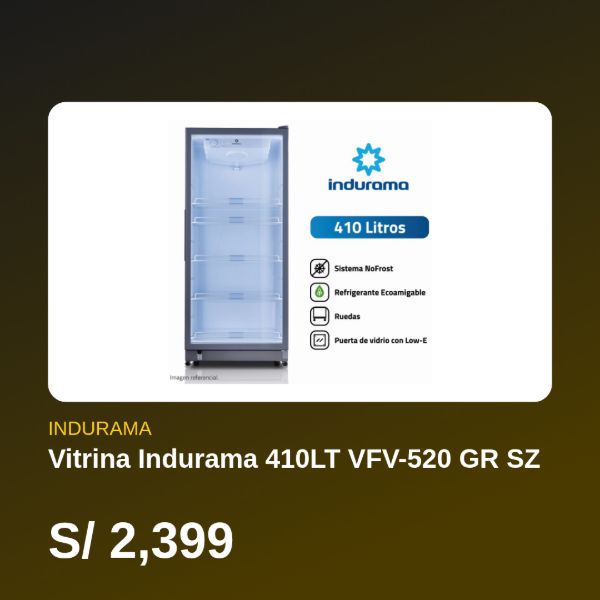 indurama
410 Litros
Sistema NoFrost
Refrigerante Ecoamigable
Ruedas
Puerta de vidrio con Low-E
Imagen referencial.
INDURAMA
Vitrina Indurama 410LT VFV-520 GR SZ
S/ 2,399